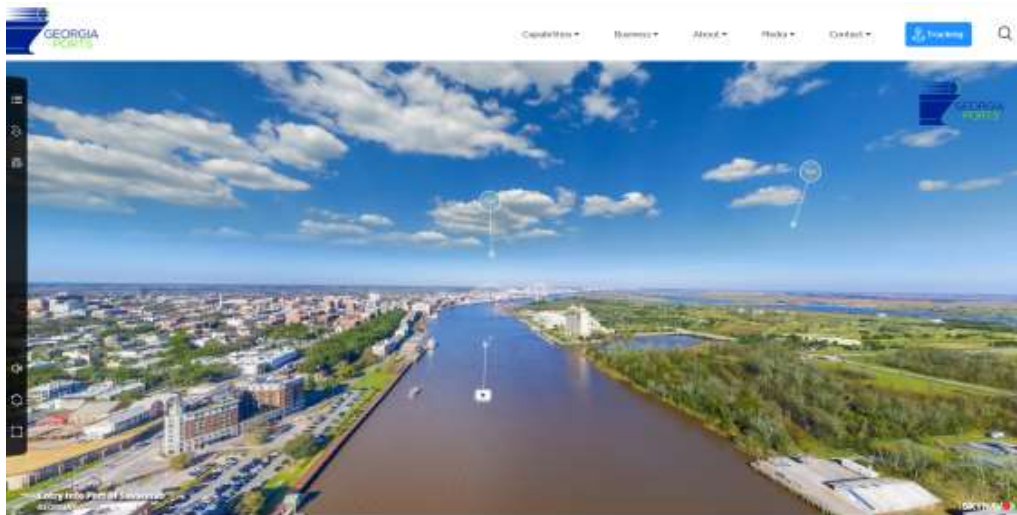 GEORGIA
PORTS
Capabilities Business About Media Contact Tracking
GEORGIA
PORTS
Entry Into Port of Savannah